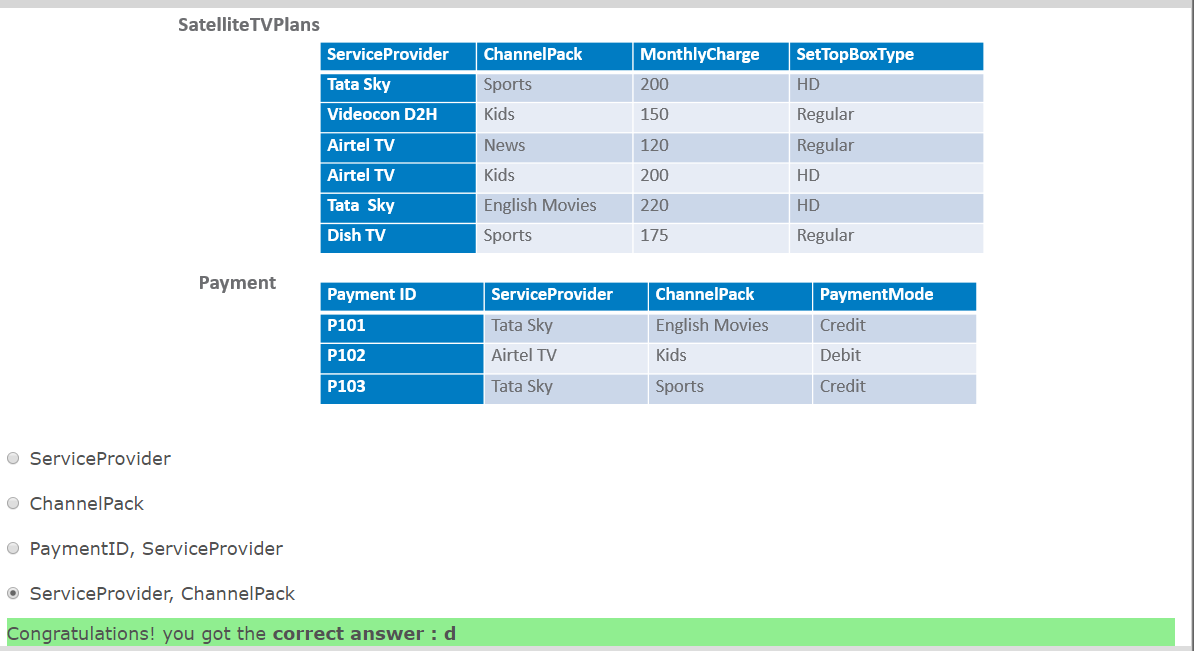 SatelliteTVPlans
ServiceProvider ChannelPack MonthlyCharge SetTopBoxType
Tata Sky Sports 200 HD
Videocon D2H Kids 150 Regular
Airtel TV News 120 Regular
Airtel TV Kids 200 HD
Tata Sky English Movies 220 HD
Dish TV Sports 175 Regular
Payment
Payment ID ServiceProvider ChannelPack PaymentMode
P101 Tata Sky English Movies Credit
P102 Airtel TV Kids Debit
P103 Tata Sky Sports Credit
ServiceProvider
ChannelPack
PaymentID, ServiceProvider
ServiceProvider, ChannelPack
Congratulations! you got the correct answer : d